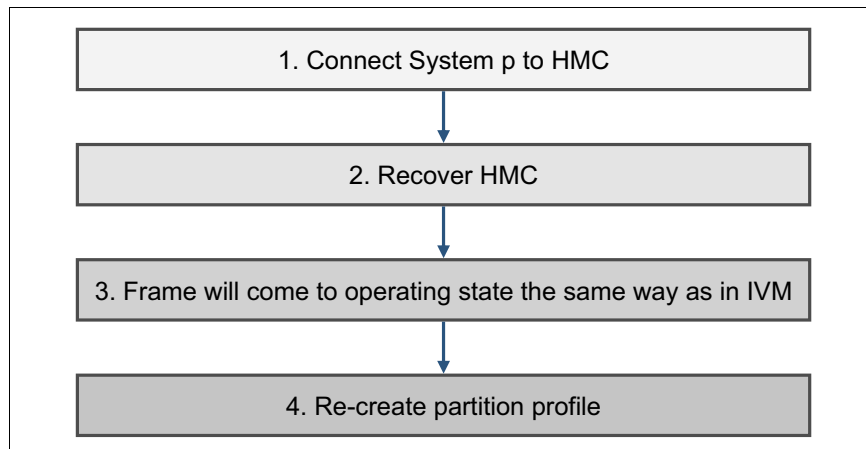 1. Connect System p to HMC
2. Recover HMC
3. Frame will come to operating state the same way as in IVM
4. Re-create partition profile